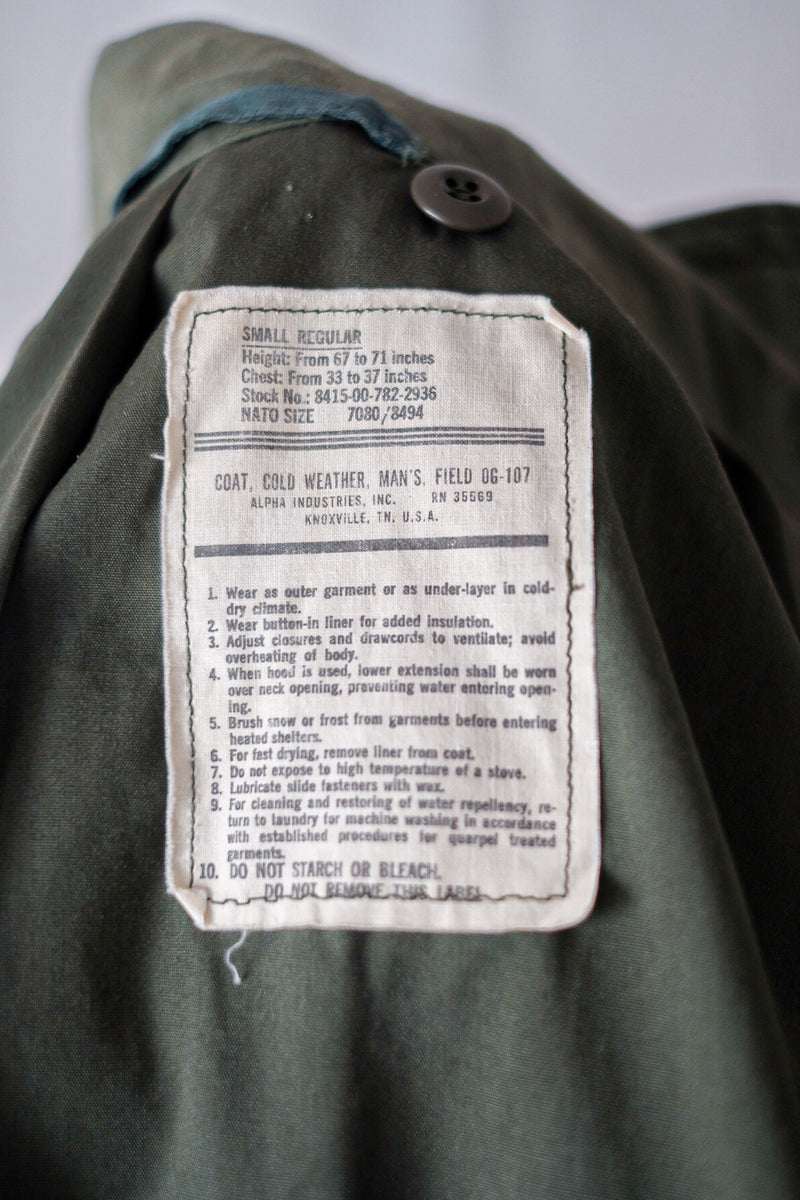 SMALL REGULAR
Height: From 67 to 71 inches
Chest: From 33 to 37 inches
Stock No.: 8415-00-782-2936
NATO SIZE 7080/8494
COAT, COLD WEATHER, MAN'S, FIELD OG-107
ALPHA INDUSTRIES, INC. RN 35569
KNOXVILLE, TN. U.S.A.
1. Wear as outer garment or as under-layer in cold-
dry climate.
2. Wear button-in liner for added insulation.
3. Adjust closures and drawcords to ventilate; avoid
overheating of body.
4. When hood is used, lower extension shall be worn
over neck opening, preventing water entering open-
ing.
5. Brush snow or frost from garments before entering
heated shelters.
6. For fast drying, remove liner from coat.
7. Do not expose to high temperature of a stove.
8. Lubricate slide fasteners with wax.
9. For cleaning and restoring of water repellency, re-
turn to laundry for machine washing in accordance
with established procedures for quarpel treated
garments.
10. DO NOT STARCH OR BLEACH.
DO NOT REMOVE THIS LABEL